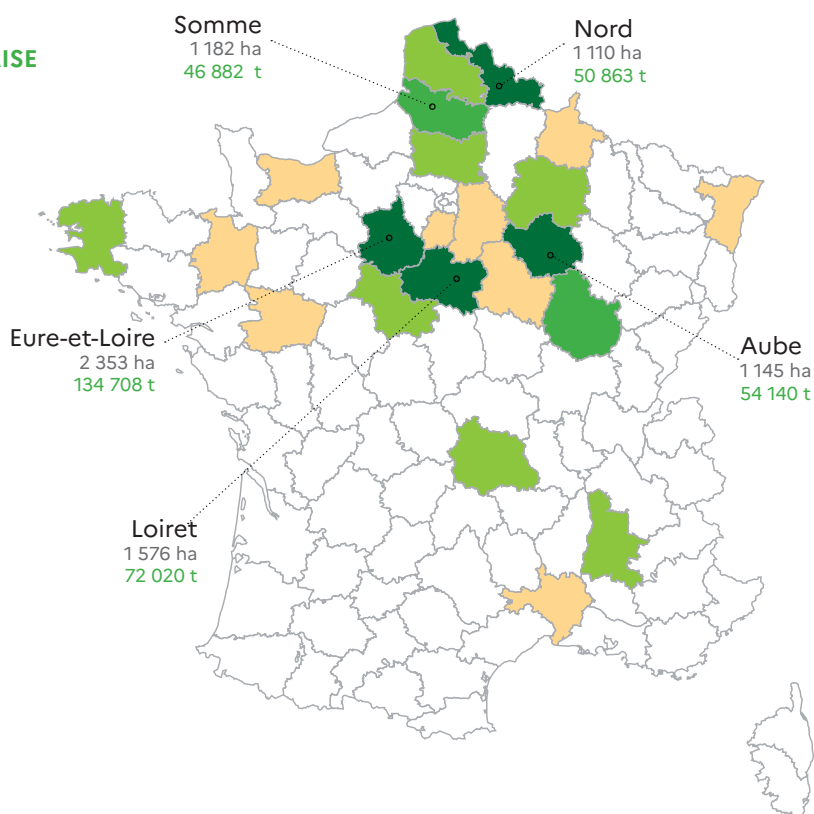 Somme
1 182 ha
46 882 t
Nord
1 110 ha
50 863 t
Eure-et-Loire
2 353 ha
134 708 t
Aube
1 145 ha
54 140 t
Loiret
1 576 ha
72 020 t